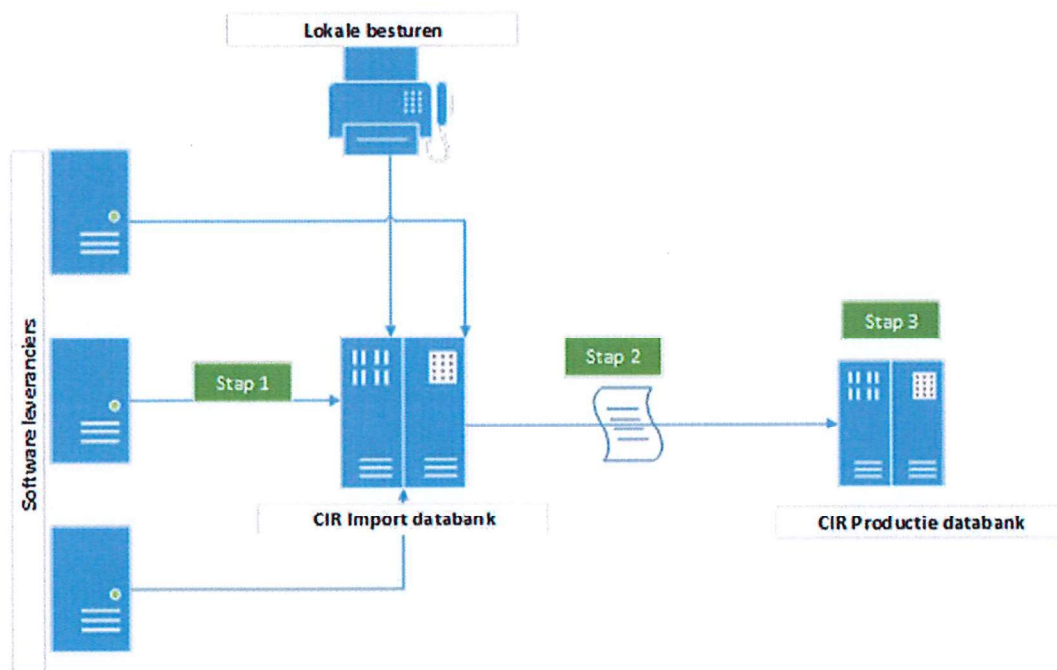 Lokale besturen
Software leveranciers
Stap 1
Stap 2
Stap 3
CIR Import databank
CIR Productie databank